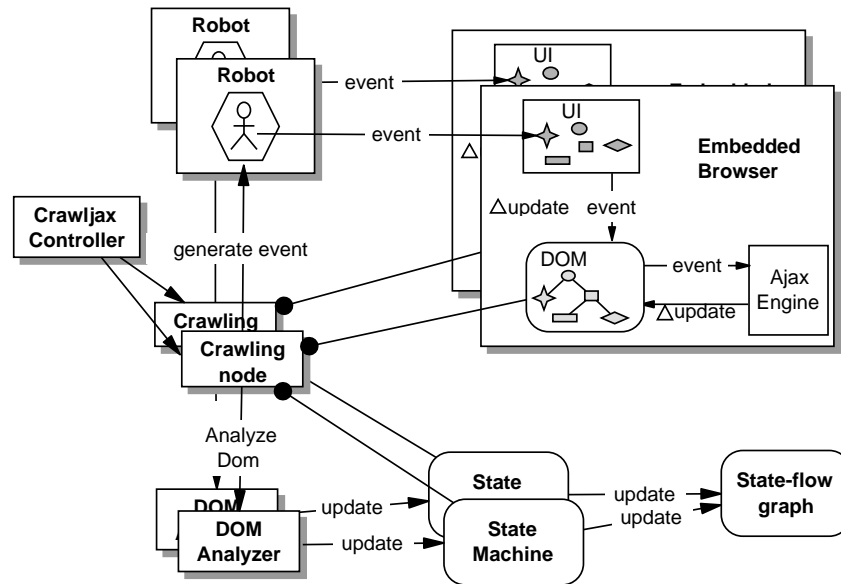 Robot
Robot
event
event
UI
UI
Embedded
Browser
Crawljax
Controller
generate event
△
△update
event
DOM
event
△update
Ajax
Engine
Crawling
Crawling
node
Analyze
Dom
DOM
DOM
Analyzer
update
update
State
State
Machine
update
update
State-flow
graph